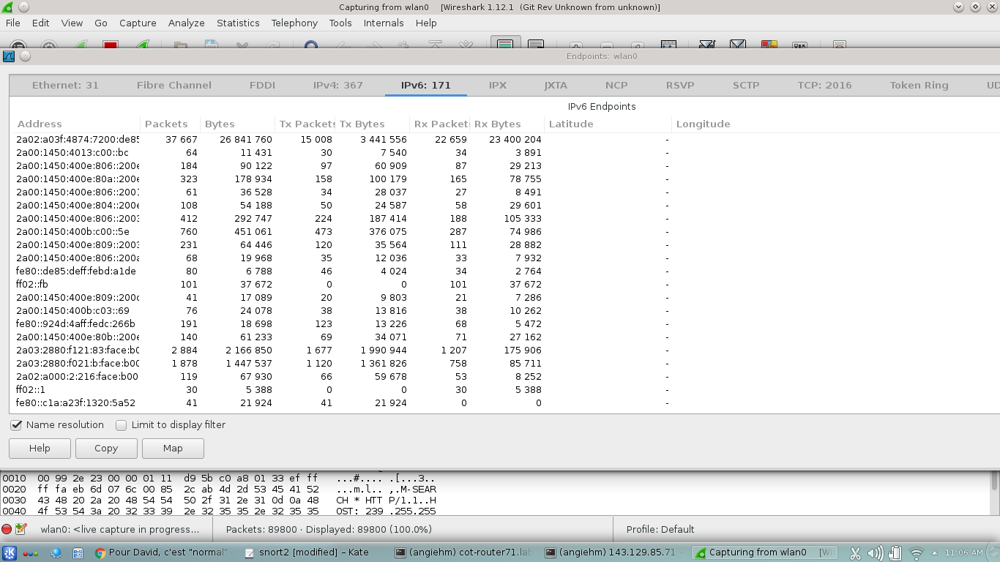 Capturing from wlan0 [Wireshark 1.12.1 (Git Rev Unknown from unknown)]
File Edit View Go Capture Analyze Statistics Telephony Tools Internals Help
Endpoints: wlan0
Ethernet: 31 Fibre Channel FDDI IPv4: 367 IPv6: 171 IPX JXTA NCP RSVP SCTP TCP: 2016 Token Ring UD
IPv6 Endpoints
Address Packets Bytes Tx Packets Tx Bytes Rx Packets Rx Bytes Latitude Longitude
2a02:a03f:4874:7200:de85 37 667 26 841 760 15 008 3 441 556 22 659 23 400 204 -
2a00:1450:4013:c00::bc 64 11 431 30 7 540 34 3 891 -
2a00:1450:400e:806::200e 184 90 122 97 60 909 87 29 213 -
2a00:1450:400e:80a::200e 323 178 934 158 100 179 165 78 755 -
2a00:1450:400e:806::2001 61 36 528 34 28 037 27 8 491 -
2a00:1450:400e:804::200e 108 54 188 50 24 587 58 29 601 -
2a00:1450:400e:806::2003 412 292 747 224 187 414 188 105 333 -
2a00:1450:400b:c00::5e 760 451 061 473 376 075 287 74 986 -
2a00:1450:400e:809::2003 231 64 446 120 35 564 111 28 882 -
2a00:1450:400e:806::200a 68 19 968 35 12 036 33 7 932 -
fe80::de85:deff:febd:a1de 80 6 788 46 4 024 34 2 764 -
ff02::fb 101 37 672 0 0 101 37 672 -
2a00:1450:400e:809::200 41 17 089 20 9 803 21 7 286 -
2a00:1450:400b:c03::69 76 24 078 38 13 816 38 10 262 -
fe80::924d:4aff:fedc:266b 191 18 698 123 13 226 68 5 472 -
2a00:1450:400e:80b::200e 140 61 233 69 34 071 71 27 162 -
2a03:2880:f121:83:face:b0 2 884 2 166 850 1 677 1 990 944 1 207 175 906 -
2a03:2880:f021:b:face:b00 1 878 1 447 537 1 120 1 361 826 758 85 711 -
2a02:a000:2:216:face:b00 119 67 930 66 59 678 53 8 252 -
ff02::1 30 5 388 0 0 30 5 388 -
fe80::c1a:a23f:1320:5a52 41 21 924 41 21 924 0 0 -
Name resolution Limit to display filter
Help Copy Map
0010 00 99 2e 23 00 00 01 11 d9 5b c0 a8 01 33 ef ff ...#.... .[...3..
0020 ff fa eb 6d 07 6c 00 85 2c ab 4d 2d 53 45 41 52 ...m.l.. ,.M-SEAR
0030 43 48 20 2a 20 48 54 54 50 2f 31 2e 31 0d 0a 48 CH * HTT P/1.1..H
0040 4f 53 54 3a 20 32 33 39 2e 32 35 35 2e 32 35 35 OST: 239 .255.255
wlan0: <live capture in progress... Packets: 89800 · Displayed: 89800 (100.0%) Profile: Default
Pour David, c'est "normal" snort2 [modified] – Kate (angiehm) cot-router71.lab (angiehm) 143.129.85.71 Capturing from wlan0 [Wi 11:06 AM